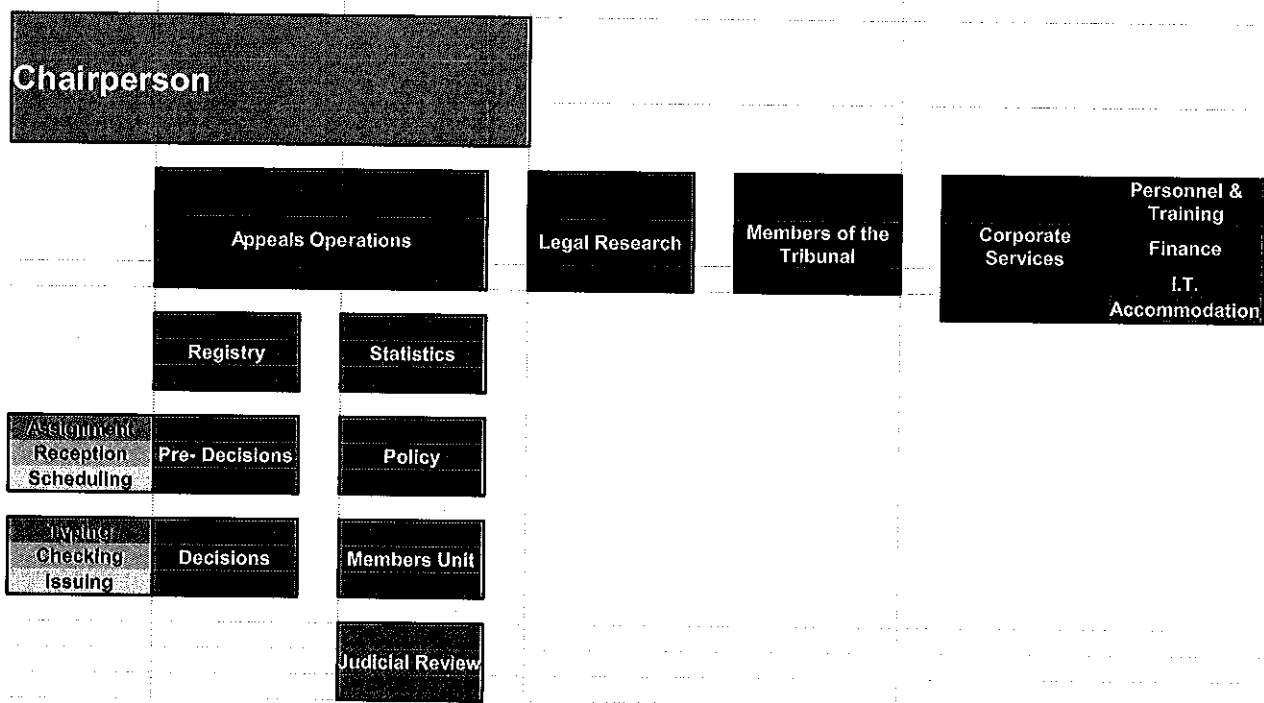 Chairperson
Appeals Operations
Legal Research
Members of the
Tribunal
Corporate
Services
Personnel &
Training
Finance
I.T.
Accommodation
Registry
Statistics
Assignment
Reception
Scheduling
Pre- Decisions
Policy
Typing
Checking
Issuing
Decisions
Members Unit
Judicial Review